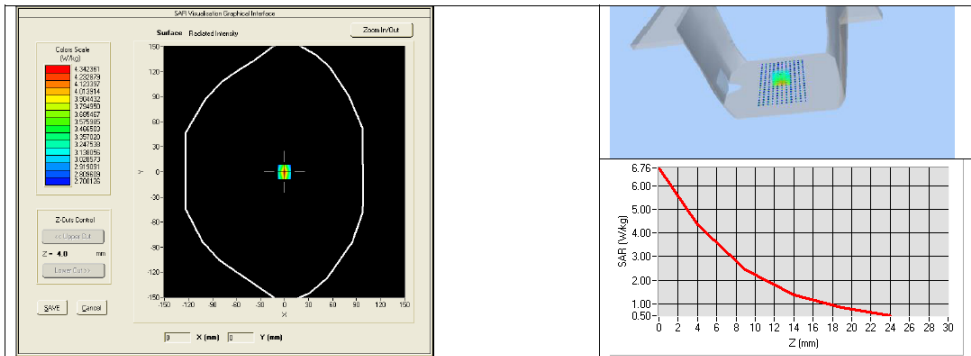 SAR Visualisation Graphical Interface
Surface Radiated Intensity
Zoom In/Out
Colors Scale
(W/kg)
4.342361
4.232879
4.123397
4.013914
3.904432
3.794950
3.685467
3.575985
3.466503
3.357020
3.247538
3.138056
3.028573
2.919091
2.809609
2.700126
Z-Cuts Control
<< Upper Cut
Z = 4.0 mm
Lower Cut >>
SAVE Cancel
150
120
90
60
30
0
-30
-60
-90
-120
-150
Y
-150 -120 -90 -60 -30 0 30 60 90 120 150
X
0 X (mm) 0 Y (mm)
6.76
6.00
5.00
4.00
3.00
2.00
1.00
0.50
SAR (W/kg)
0 2 4 6 8 10 12 14 16 18 20 22 24 26 28 30
Z (mm)